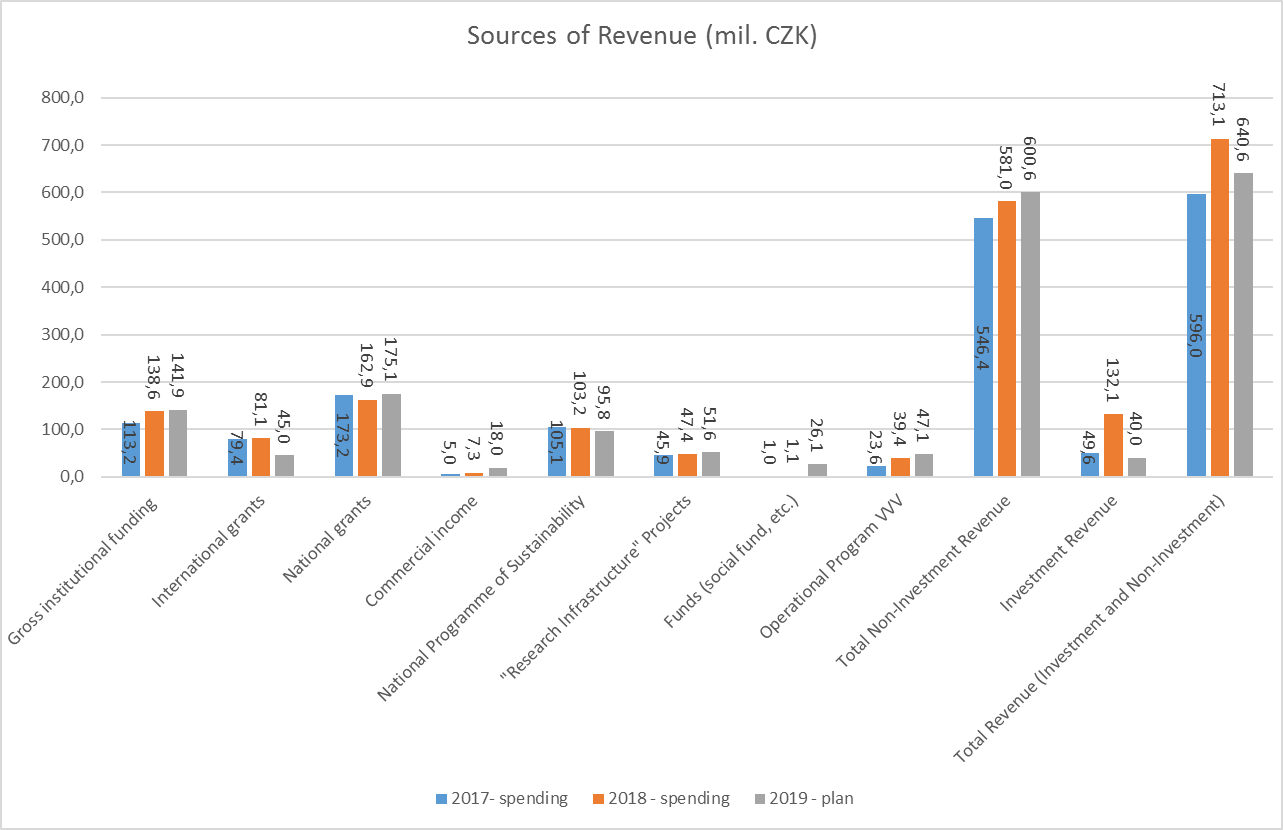 Sources of Revenue (mil. CZK)
800,0
700,0
600,0
500,0
400,0
300,0
200,0
100,0
0,0
113,2
138,6
141,9
79,4
81,1
45,0
173,2
162,9
175,1
5,0
7,3
18,0
105,1
103,2
95,8
45,9
47,4
51,6
1,0
1,1
26,1
23,6
39,4
47,1
546,4
581,0
600,6
49,6
132,1
40,0
596,0
713,1
640,6
Gross institutional funding
International grants
National grants
Commercial income
National Programme of Sustainability
"Research Infrastructure" Projects
Funds (social fund, etc.)
Operational Program VVV
Total Non-Investment Revenue
Investment Revenue
Total Revenue (Investment and Non-Investment)
2017- spending
2018 - spending
2019 - plan